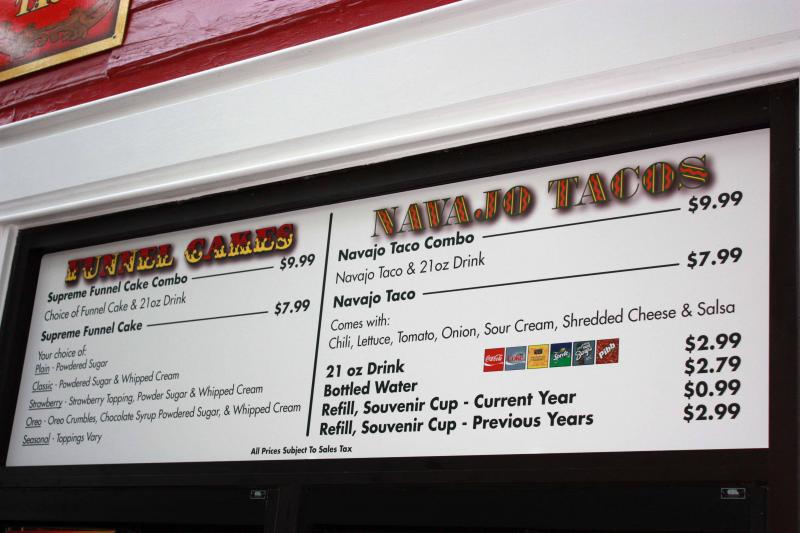 FUNNEL CAKES
Supreme Funnel Cake Combo $9.99
Choice of Funnel Cake & 21oz Drink
Supreme Funnel Cake $7.99
Your choice of:
Plain - Powdered Sugar
Classic - Powdered Sugar & Whipped Cream
Strawberry - Strawberry Topping, Powder Sugar & Whipped Cream
Oreo - Oreo Crumbles, Chocolate Syrup Powdered Sugar, & Whipped Cream
Seasonal - Toppings Vary
NAVAJO TACOS
Navajo Taco Combo $9.99
Navajo Taco & 21oz Drink
Navajo Taco $7.99
Comes with:
Chili, Lettuce, Tomato, Onion, Sour Cream, Shredded Cheese & Salsa
21 oz Drink $2.99
Coca-Cola Sprite Barq's Pibb
Bottled Water $2.79
Refill, Souvenir Cup - Current Year $0.99
Refill, Souvenir Cup - Previous Years $2.99
All Prices Subject To Sales Tax